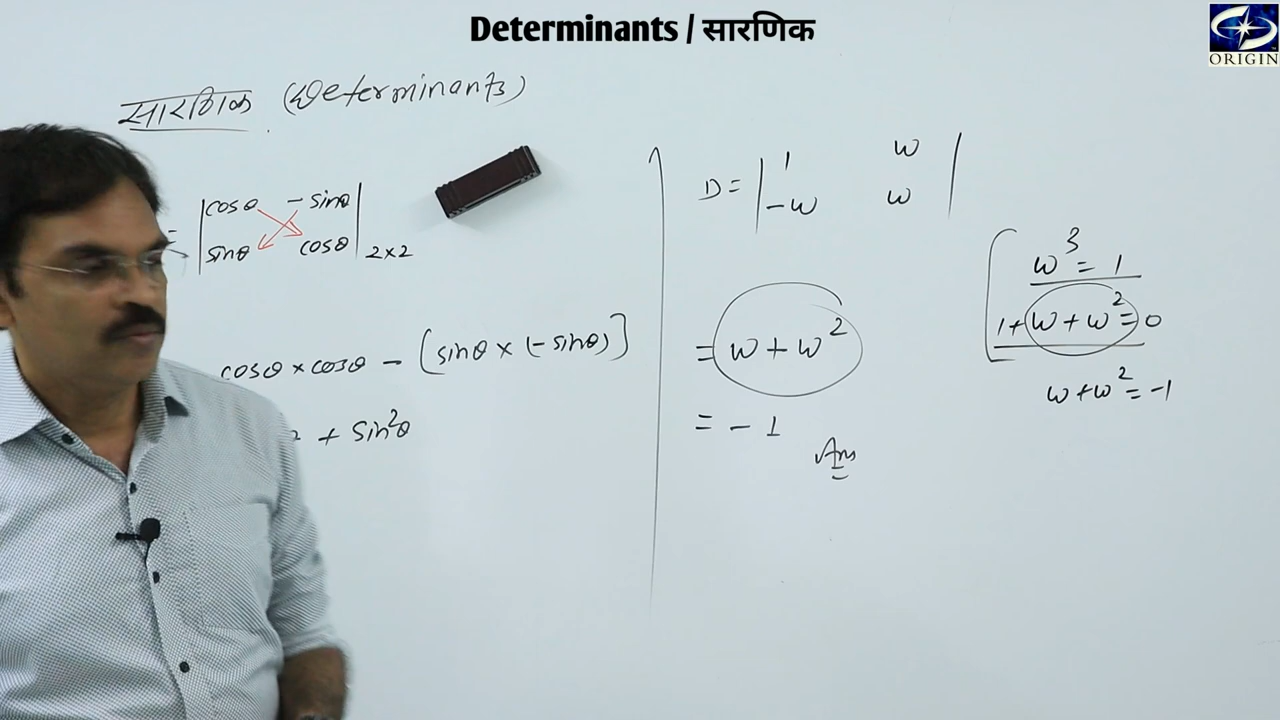 Determinants / सारणिक
ORIGIN
सारणिक (Determinants)
= | cosθ - sinθ |
| sinθ cosθ | 2×2
cosθ × cosθ - [sinθ × (-sinθ)]
+ sin²θ
D = | 1 ω |
| -ω ω |
= ω + ω²
= - 1
Ans
ω³ = 1
1 + ω + ω² = 0
ω + ω² = -1